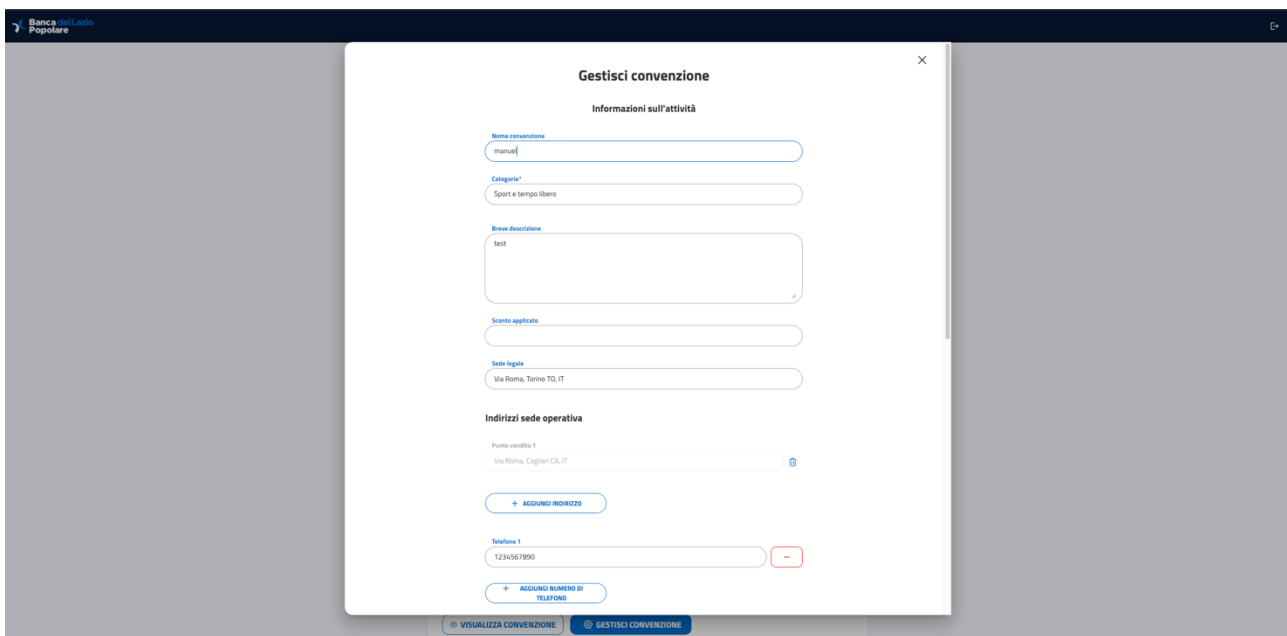 Banca del Lazio
Popolare
Gestisci convenzione
Informazioni sull'attività
Nome convenzione
manuel
Categoria*
Sport e tempo libero
Breve descrizione
test
Sconto applicato
Sede legale
Via Roma, Torino TO, IT
Indirizzi sede operativa
Punto vendita 1
Via Roma, Caglieri CA, IT
+ AGGIUNGI INDIRIZZO
Telefono 1
1234567890
+ AGGIUNGI NUMERO DI
TELEFONO
VISUALIZZA CONVENZIONE GESTISCI CONVENZIONE